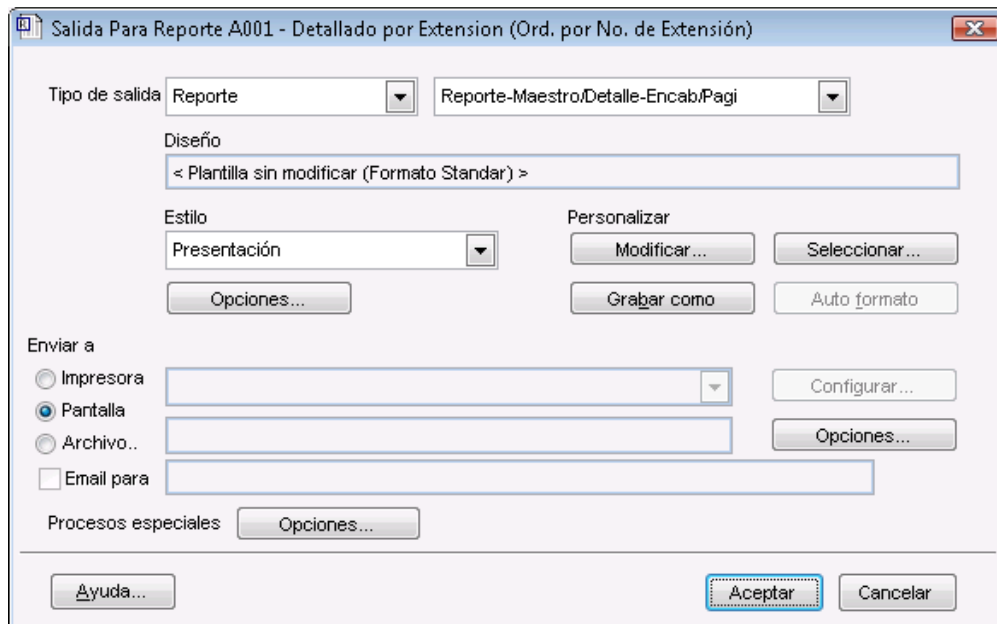 Salida Para Reporte A001 - Detallado por Extension (Ord. por No. de Extensión)
Tipo de salida Reporte Reporte-Maestro/Detalle-Encab/Pagi
Diseño
< Plantilla sin modificar (Formato Standar) >
Estilo Personalizar
Presentación Modificar... Seleccionar...
Opciones... Grabar como Auto formato
Enviar a
Impresora Configurar...
Pantalla
Archivo.. Opciones...
Email para
Procesos especiales Opciones...
Ayuda... Aceptar Cancelar